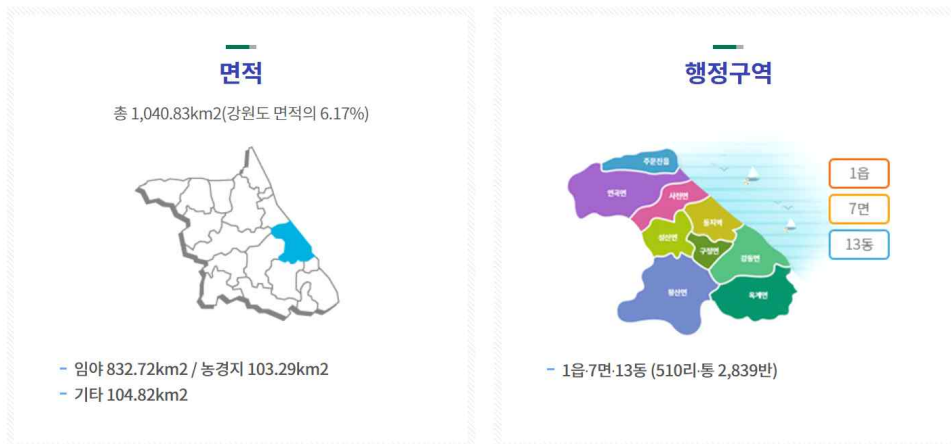 면적
총 1,040.83km2(강원도 면적의 6.17%)
- 임야 832.72km2 / 농경지 103.29km2
- 기타 104.82km2
행정구역
주문진읍
연곡면
사천면
동지역
성산면
구정면
강동면
왕산면
옥계면
1읍
7면
13동
- 1읍·7면·13동 (510리·통 2,839반)